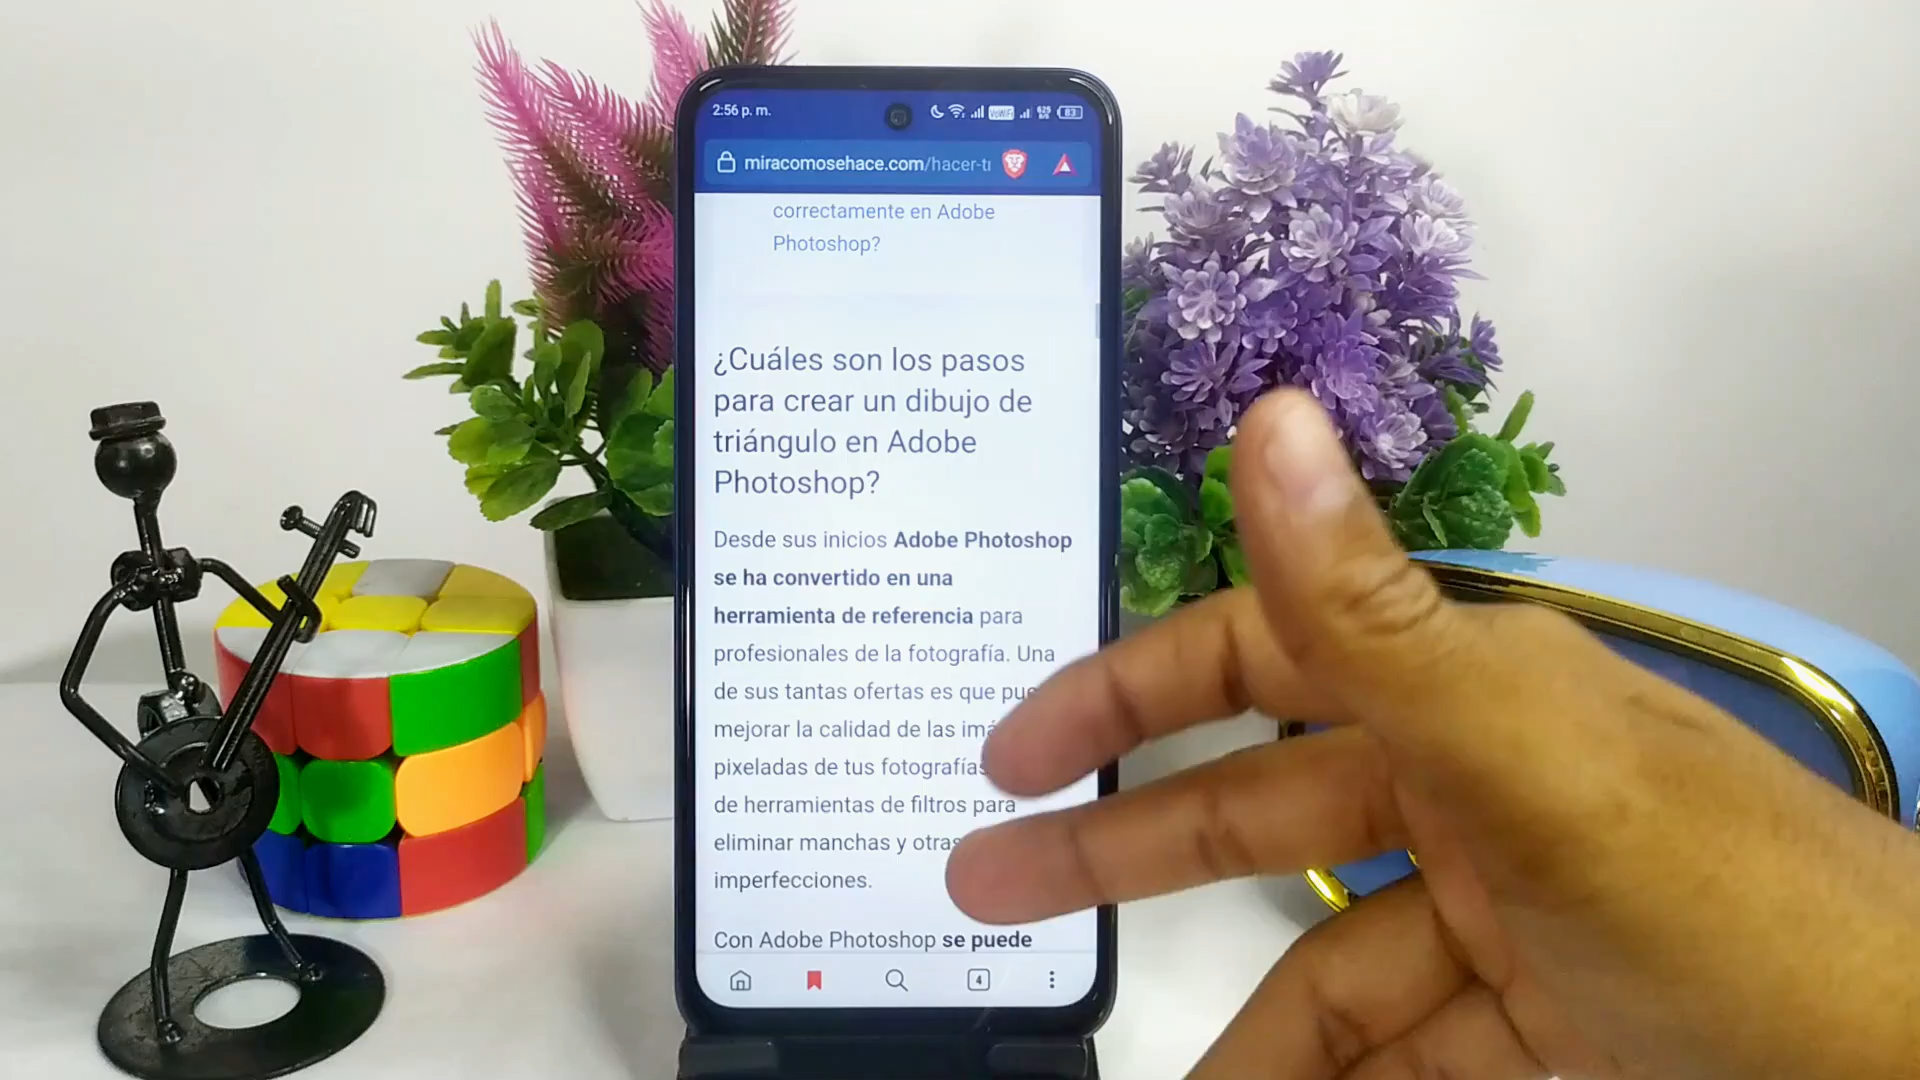 2:56 p. m.
VoWiFi
83
miracomosehace.com/hacer-tr
correctamente en Adobe
Photoshop?
¿Cuáles son los pasos
para crear un dibujo de
triángulo en Adobe
Photoshop?
Desde sus inicios Adobe Photoshop
se ha convertido en una
herramienta de referencia para
profesionales de la fotografía. Una
de sus tantas ofertas es que
mejorar la calidad de las
pixeladas de tus fotografías
de herramientas de filtros para
eliminar manchas y otras
imperfecciones.
Con Adobe Photoshop se puede
4